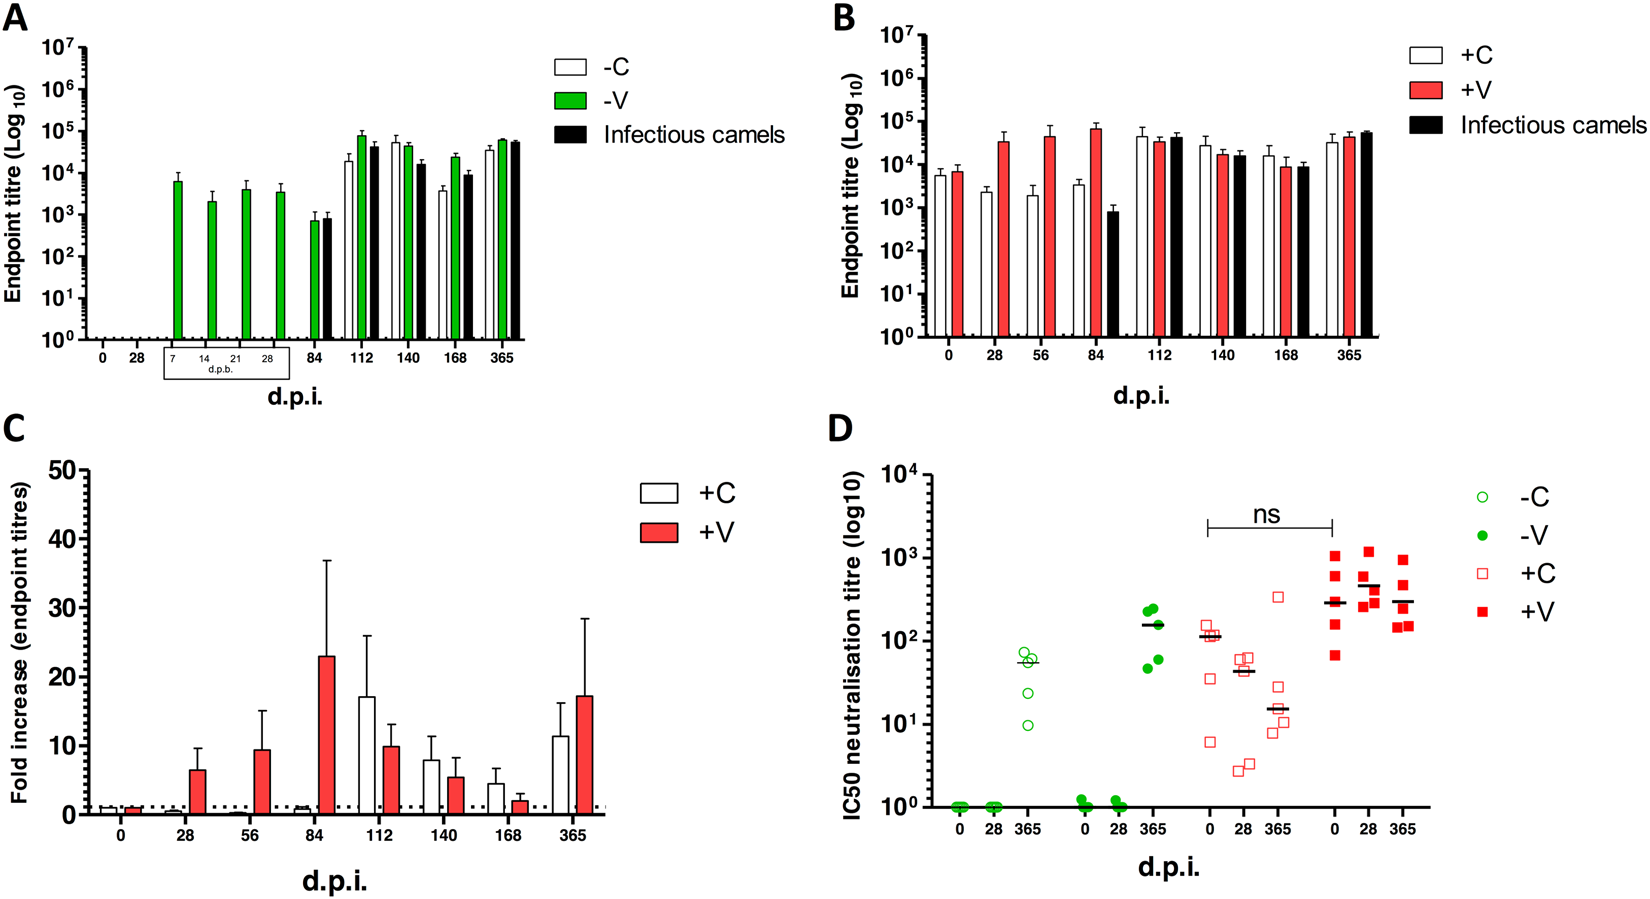 A
Endpoint titre (Log 10)
10^7
10^6
10^5
10^4
10^3
10^2
10^1
10^0
0 28 7 14 21 28 84 112 140 168 365
d.p.b.
d.p.i.
-C
-V
Infectious camels
B
Endpoint titre (Log 10)
10^7
10^6
10^5
10^4
10^3
10^2
10^1
10^0
0 28 56 84 112 140 168 365
d.p.i.
+C
+V
Infectious camels
C
Fold increase (endpoint titres)
50
40
30
20
10
0
0 28 56 84 112 140 168 365
d.p.i.
+C
+V
D
IC50 neutralisation titre (log10)
10^4
10^3
10^2
10^1
10^0
ns
0 28 365 0 28 365 0 28 365 0 28 365
d.p.i.
-C
-V
+C
+V